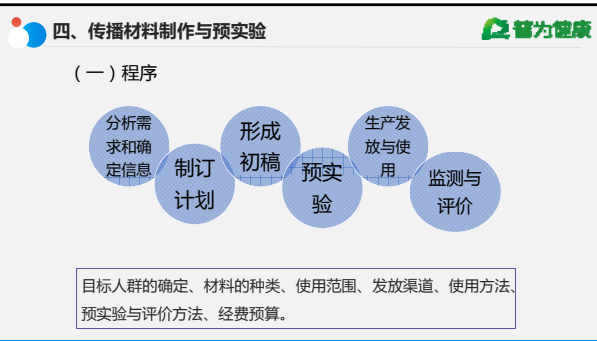 四、传播材料制作与预实验
普为健康
（一）程序
分析需
求和确
定信息
制订
计划
形成
初稿
预实
验
生产发
放与使
用
监测与
评价
目标人群的确定、材料的种类、使用范围、发放渠道、使用方法、
预实验与评价方法、经费预算。